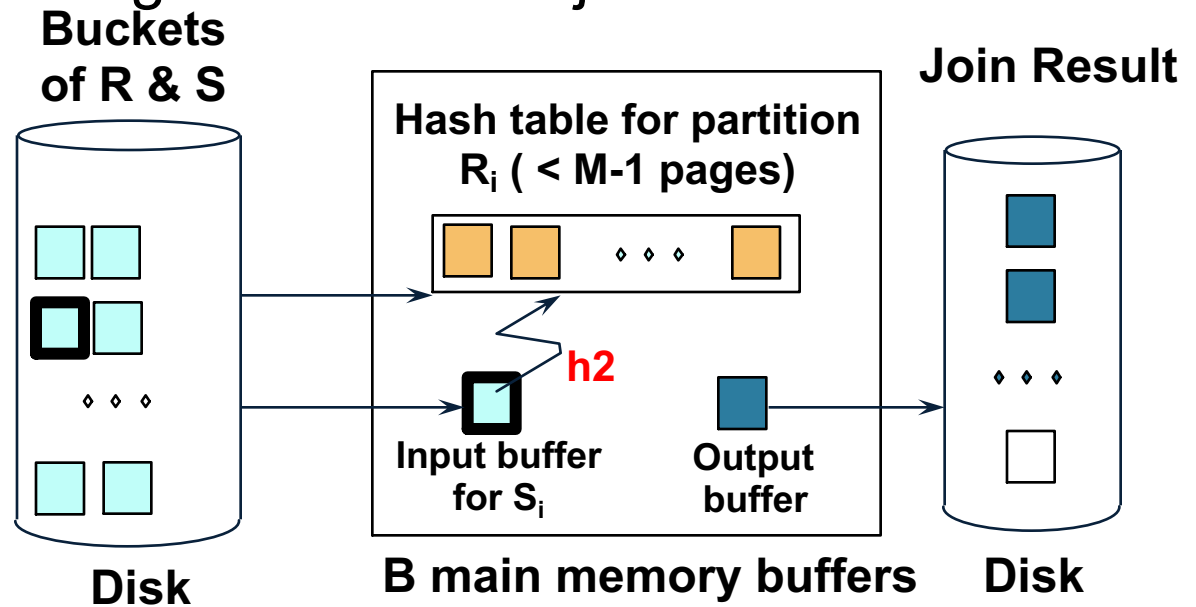 Buckets
of R & S
Join Result
Hash table for partition
Rᵢ ( < M-1 pages)
h2
Input buffer
for Sᵢ
Output
buffer
Disk
B main memory buffers
Disk